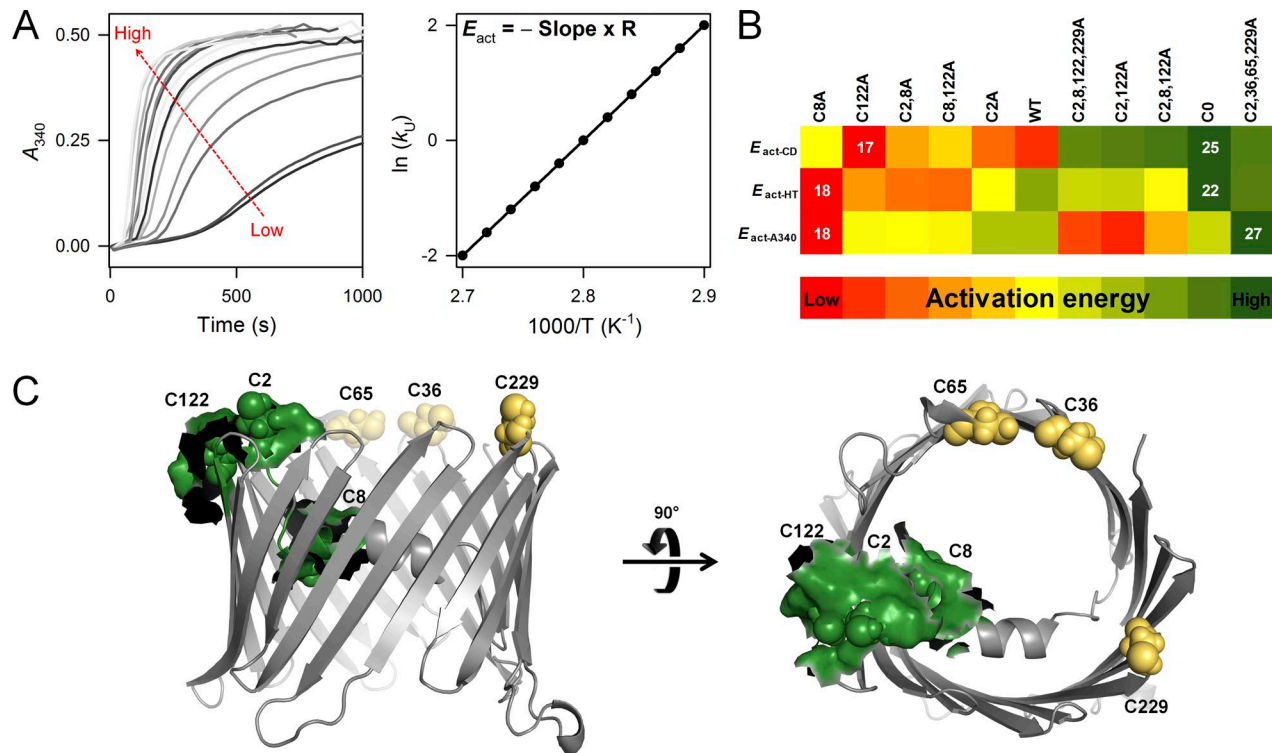 A
High
Low
0.50
0.25
0.00
A340
0
500
1000
Time (s)
Eact = – Slope x R
2
0
-2
ln (kU)
2.7
2.8
2.9
1000/T (K-1)
B
C8A
C122A
C2,8A
C8,122A
C2A
WT
C2,8,122,229A
C2,122A
C2,8,122A
C0
C2,36,65,229A
Eact-CD
17
25
Eact-HT
18
22
Eact-A340
18
27
Low
Activation energy
High
C
C122
C2
C65
C36
C229
C8
90°
C65
C36
C122
C2
C8
C229